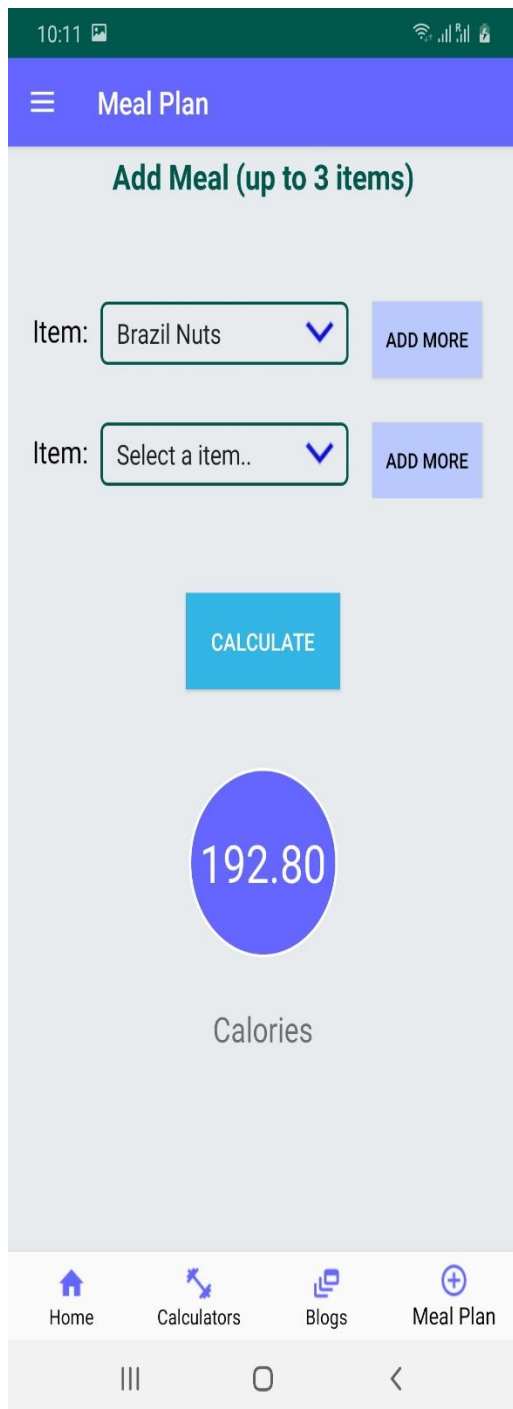 10:11
Meal Plan
Add Meal (up to 3 items)
Item: Brazil Nuts ADD MORE
Item: Select a item.. ADD MORE
CALCULATE
192.80
Calories
Home Calculators Blogs Meal Plan